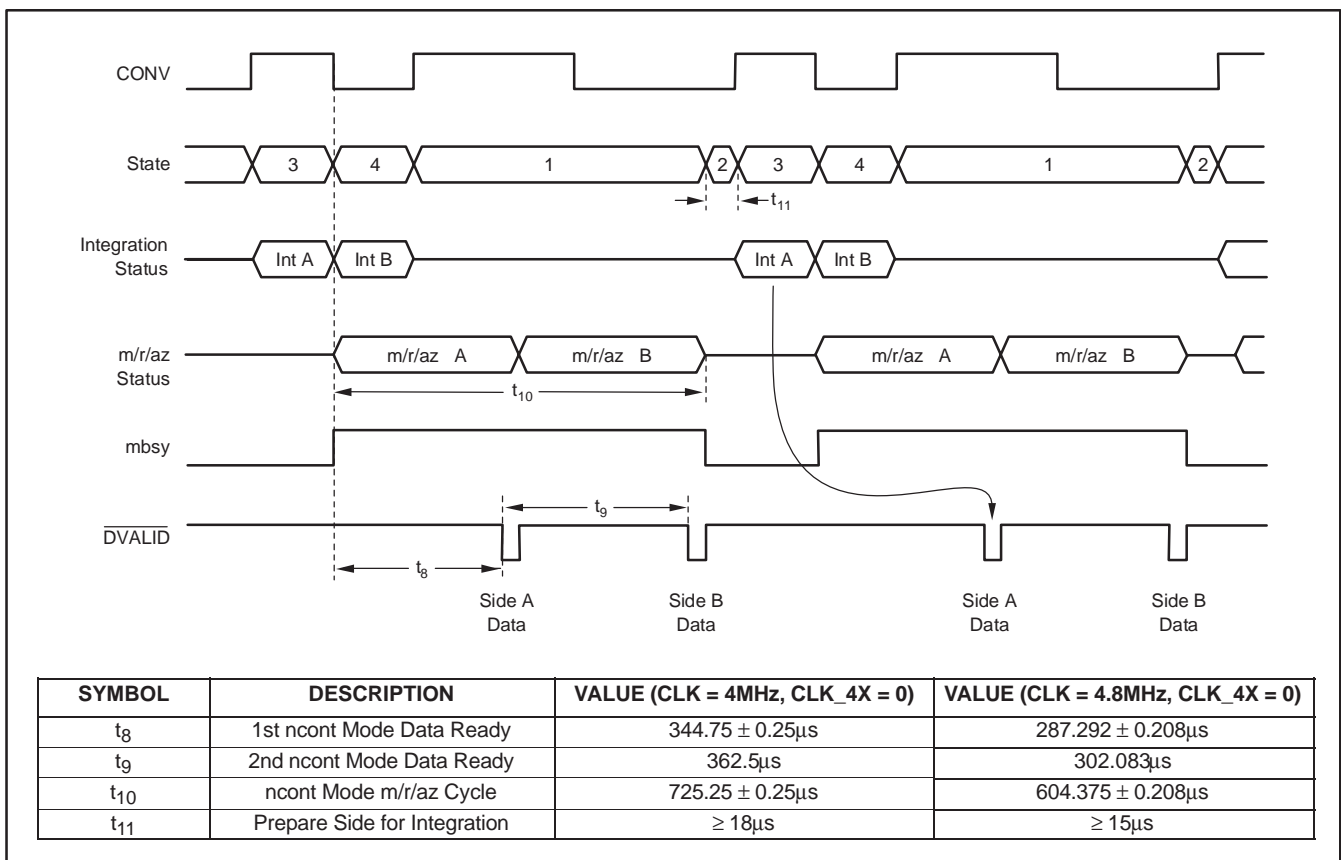 CONV
State
3 4 1 2 3 4 1 2
t11
Integration
Status
Int A Int B Int A Int B
m/r/az
Status
m/r/az A m/r/az B m/r/az A m/r/az B
t10
mbsy
t9
DVALID
t8
Side A Side B Side A Side B
Data Data Data Data
SYMBOL DESCRIPTION VALUE (CLK = 4MHz, CLK_4X = 0) VALUE (CLK = 4.8MHz, CLK_4X = 0)
t8 1st ncont Mode Data Ready 344.75 ± 0.25μs 287.292 ± 0.208μs
t9 2nd ncont Mode Data Ready 362.5μs 302.083μs
t10 ncont Mode m/r/az Cycle 725.25 ± 0.25μs 604.375 ± 0.208μs
t11 Prepare Side for Integration ≥ 18μs ≥ 15μs